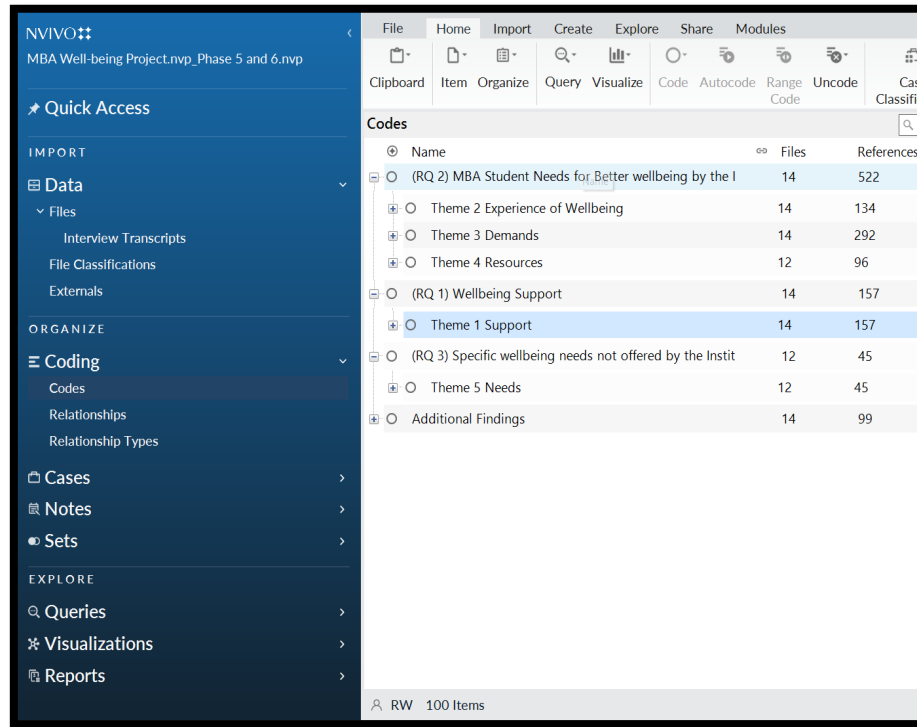 NVIVO
MBA Well-being Project.nvp_Phase 5 and 6.nvp
Quick Access
IMPORT
Data
Files
Interview Transcripts
File Classifications
Externals
ORGANIZE
Coding
Codes
Relationships
Relationship Types
Cases
Notes
Sets
EXPLORE
Queries
Visualizations
Reports
File Home Import Create Explore Share Modules
Clipboard Item Organize Query Visualize Code Autocode Range Code Uncode Cas
Classifi
Codes
Name Files References
(RQ 2) MBA Student Needs for Better wellbeing by the I 14 522
Name
Theme 2 Experience of Wellbeing 14 134
Theme 3 Demands 14 292
Theme 4 Resources 12 96
(RQ 1) Wellbeing Support 14 157
Theme 1 Support 14 157
(RQ 3) Specific wellbeing needs not offered by the Instit 12 45
Theme 5 Needs 12 45
Additional Findings 14 99
RW 100 Items